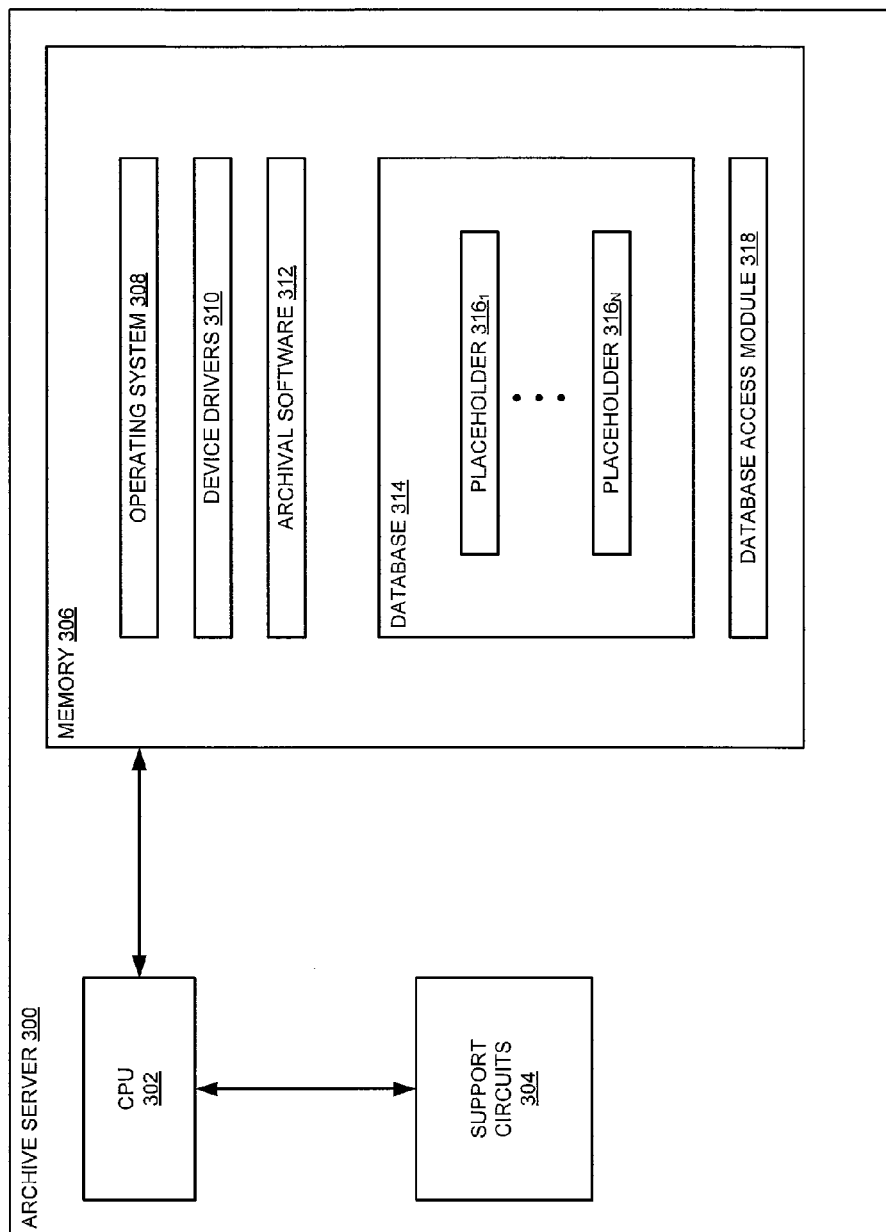 ARCHIVE SERVER 300
CPU
302
SUPPORT
CIRCUITS
304
MEMORY 306
OPERATING SYSTEM 308
DEVICE DRIVERS 310
ARCHIVAL SOFTWARE 312
DATABASE 314
PLACEHOLDER 316₁
PLACEHOLDER 316N
DATABASE ACCESS MODULE 318